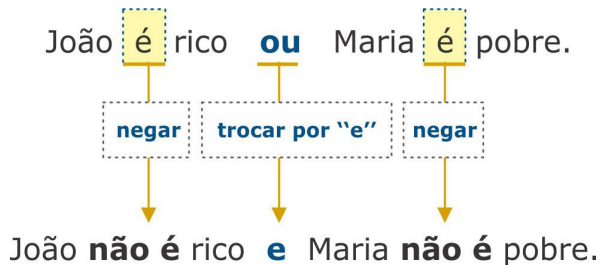 João é rico ou Maria é pobre.
negar trocar por ‘‘e’’ negar
João não é rico e Maria não é pobre.